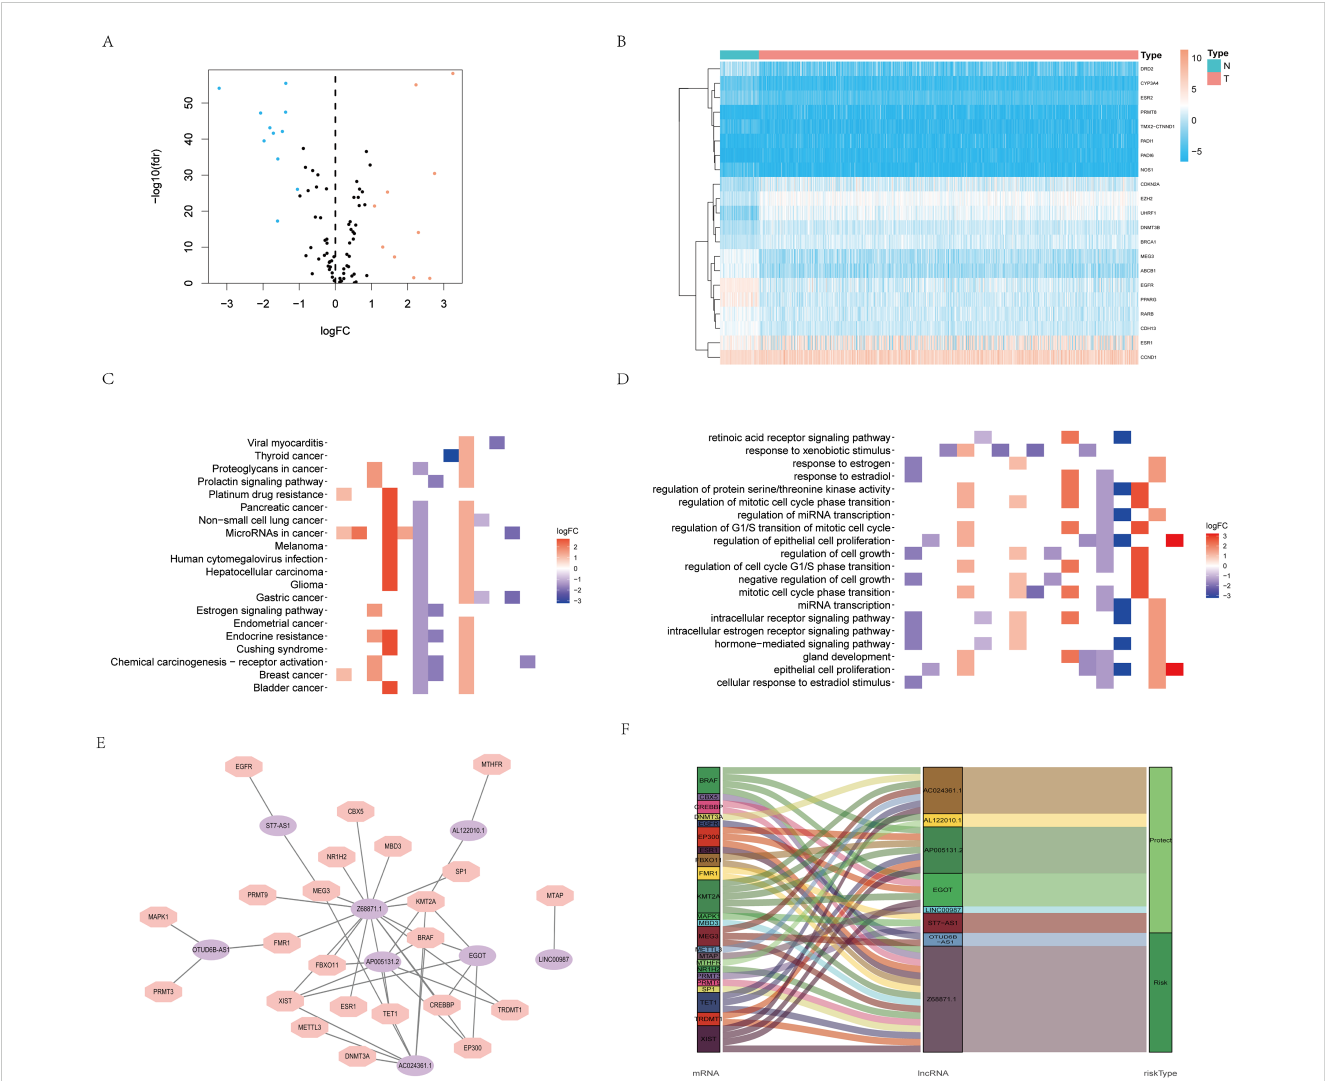 A
50
40
30
20
10
0
−log10(fdr)
−3
−2
−1
0
1
2
3
logFC
B
Type
DRD2
CYP3A4
ESR2
PRMT8
TMX2−CTNND1
PADI1
PADI6
NOS1
CDKN2A
EZH2
UHRF1
DNMT3B
BRCA1
MEG3
ABCB1
EGFR
PPARG
RARB
CDH13
ESR1
CCND1
10
5
0
−5
Type
N
T
C
Viral myocarditis
Thyroid cancer
Proteoglycans in cancer
Prolactin signaling pathway
Platinum drug resistance
Pancreatic cancer
Non−small cell lung cancer
MicroRNAs in cancer
Melanoma
Human cytomegalovirus infection
Hepatocellular carcinoma
Glioma
Gastric cancer
Estrogen signaling pathway
Endometrial cancer
Endocrine resistance
Cushing syndrome
Chemical carcinogenesis − receptor activation
Breast cancer
Bladder cancer
logFC
2
1
0
−1
−2
−3
D
retinoic acid receptor signaling pathway
response to xenobiotic stimulus
response to estrogen
response to estradiol
regulation of protein serine/threonine kinase activity
regulation of mitotic cell cycle phase transition
regulation of miRNA transcription
regulation of G1/S transition of mitotic cell cycle
regulation of epithelial cell proliferation
regulation of cell growth
regulation of cell cycle G1/S phase transition
negative regulation of cell growth
mitotic cell cycle phase transition
miRNA transcription
intracellular receptor signaling pathway
intracellular estrogen receptor signaling pathway
hormone−mediated signaling pathway
gland development
epithelial cell proliferation
cellular response to estradiol stimulus
logFC
3
2
1
0
−1
−2
−3
E
EGFR
MTHFR
CBX5
ST7-AS1
AL122010.1
NR1H2
MBD3
SP1
PRMT9
MEG3
KMT2A
MTAP
Z68871.1
MAPK1
BRAF
FMR1
OTUD6B-AS1
EGOT
FBXO11
AP005131.2
LINC00987
PRMT3
XIST
ESR1
TET1
CREBBP
TRDMT1
METTL3
EP300
DNMT3A
AC024361.1
F
BRAF
CBX5
CREBBP
DNMT3A
EGFR
EP300
ESR1
FBXO11
FMR1
KMT2A
MAPK1
MBD3
MEG3
METTL3
MTAP
MTHFR
NR1H2
PRMT3
PRMT9
SP1
TET1
TRDMT1
XIST
AC024361.1
AL122010.1
AP005131.2
EGOT
LINC00987
ST7−AS1
OTUD6B
−AS1
Z68871.1
Protect
Risk
mRNA
lncRNA
riskType